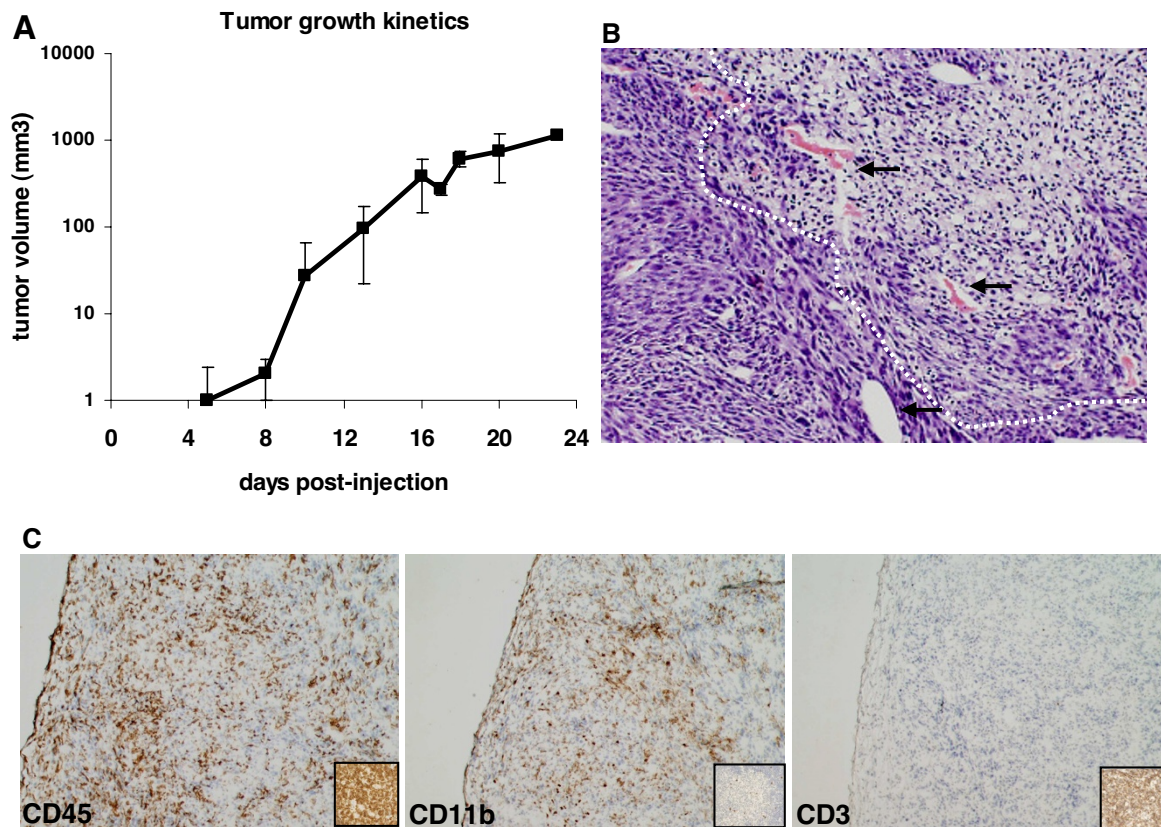 A
Tumor growth kinetics
tumor volume (mm3)
10000
1000
100
10
1
0 4 8 12 16 20 24
days post-injection
B
C
CD45
CD11b
CD3